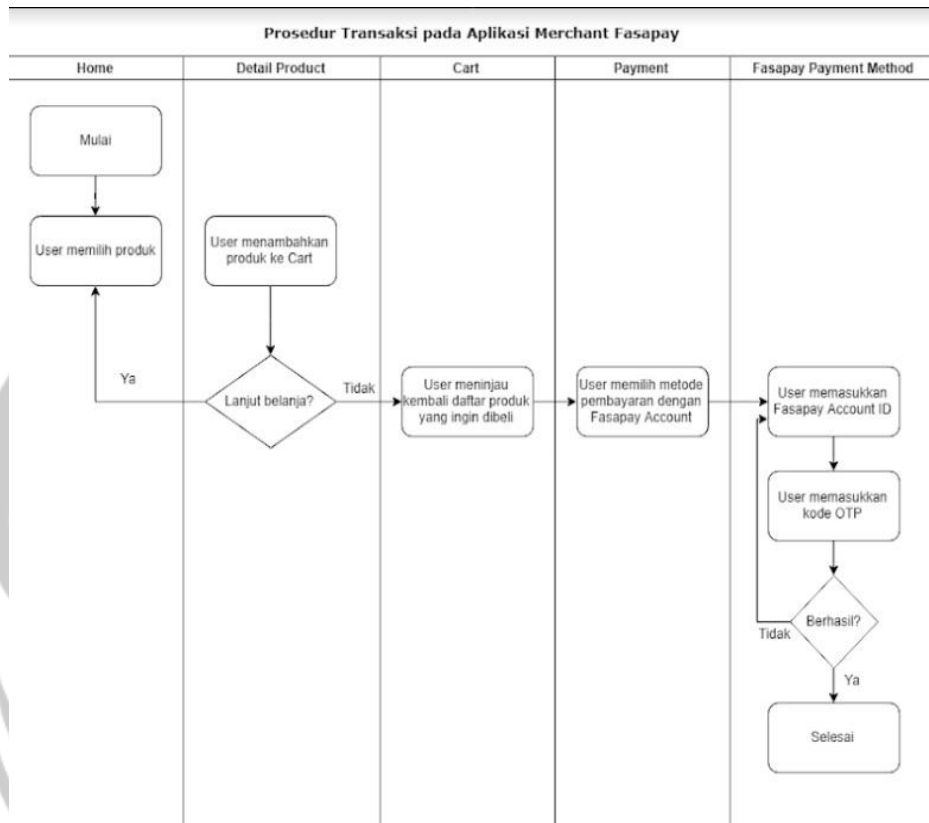 Prosedur Transaksi pada Aplikasi Merchant Fasapay
Home
Detail Product
Cart
Payment
Fasapay Payment Method
Mulai
User memilih produk
User menambahkan
produk ke Cart
Ya
Lanjut belanja?
Tidak
User meninjau
kembali daftar produk
yang ingin dibeli
User memilih metode
pembayaran dengan
Fasapay Account
User memasukkan
Fasapay Account ID
User memasukkan
kode OTP
Berhasil?
Tidak
Ya
Selesai